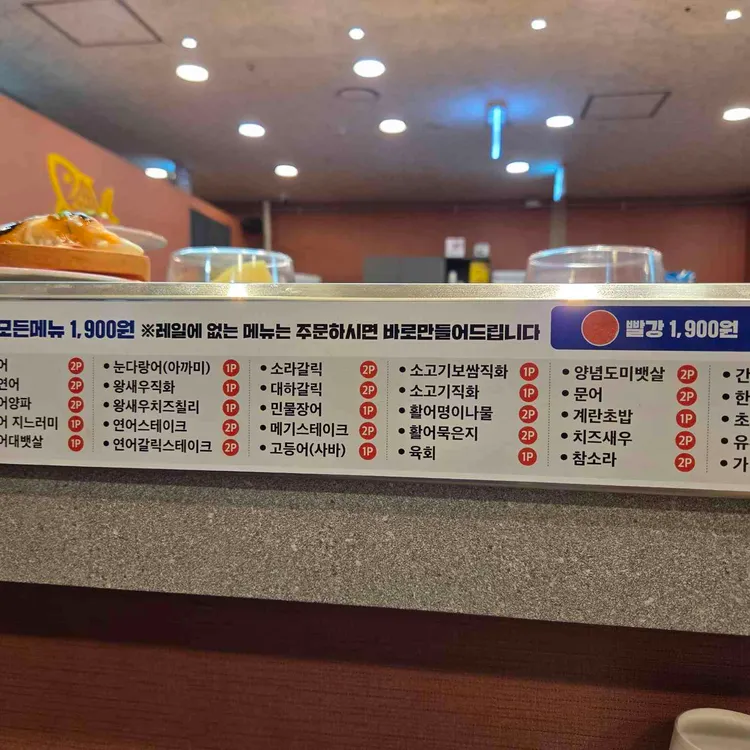 모든메뉴 1,900원 ※레일에 없는 메뉴는 주문하시면 바로만들어드립니다
빨강 1,900원
어 2P
연어 2P
어양파 2P
어 지느러미 1P
어대뱃살 1P
• 눈다랑어(아까미) 1P
• 왕새우직화 1P
• 왕새우치즈칠리 1P
• 연어스테이크 2P
• 연어갈릭스테이크 2P
• 소라갈릭 2P
• 대하갈릭 2P
• 민물장어 1P
• 메기스테이크 2P
• 고등어(사바) 1P
• 소고기보쌈직화 1P
• 소고기직화 1P
• 활어명이나물 2P
• 활어묵은지 2P
• 육회 1P
• 양념도미뱃살 2P
• 문어 2P
• 계란초밥 1P
• 치즈새우 2P
• 참소라 2P
• 간
• 한
• 초
• 유
• 가